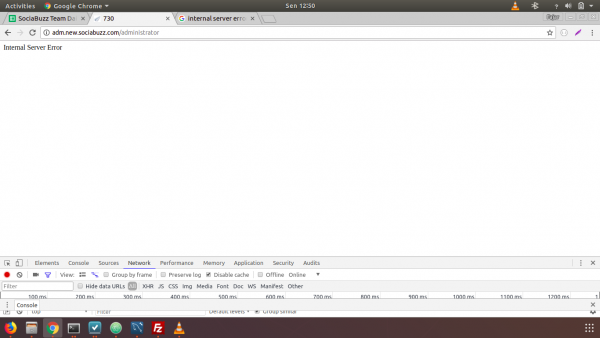 Activities Google Chrome Sen 12:50
SociaBuzz Team Da 730 internal server erro
adm.new.sociabuzz.com/administrator
Internal Server Error
Elements Console Sources Network Performance Memory Application Security Audits
View: Group by frame Preserve log Disable cache Offline Online
Filter Hide data URLs All XHR JS CSS Img Media Font Doc WS Manifest Other
100 ms 200 ms 300 ms 400 ms 500 ms 600 ms 700 ms 800 ms 900 ms 1000 ms 1100 ms 1200 ms 1
Console
top Filter Default levels Group similar